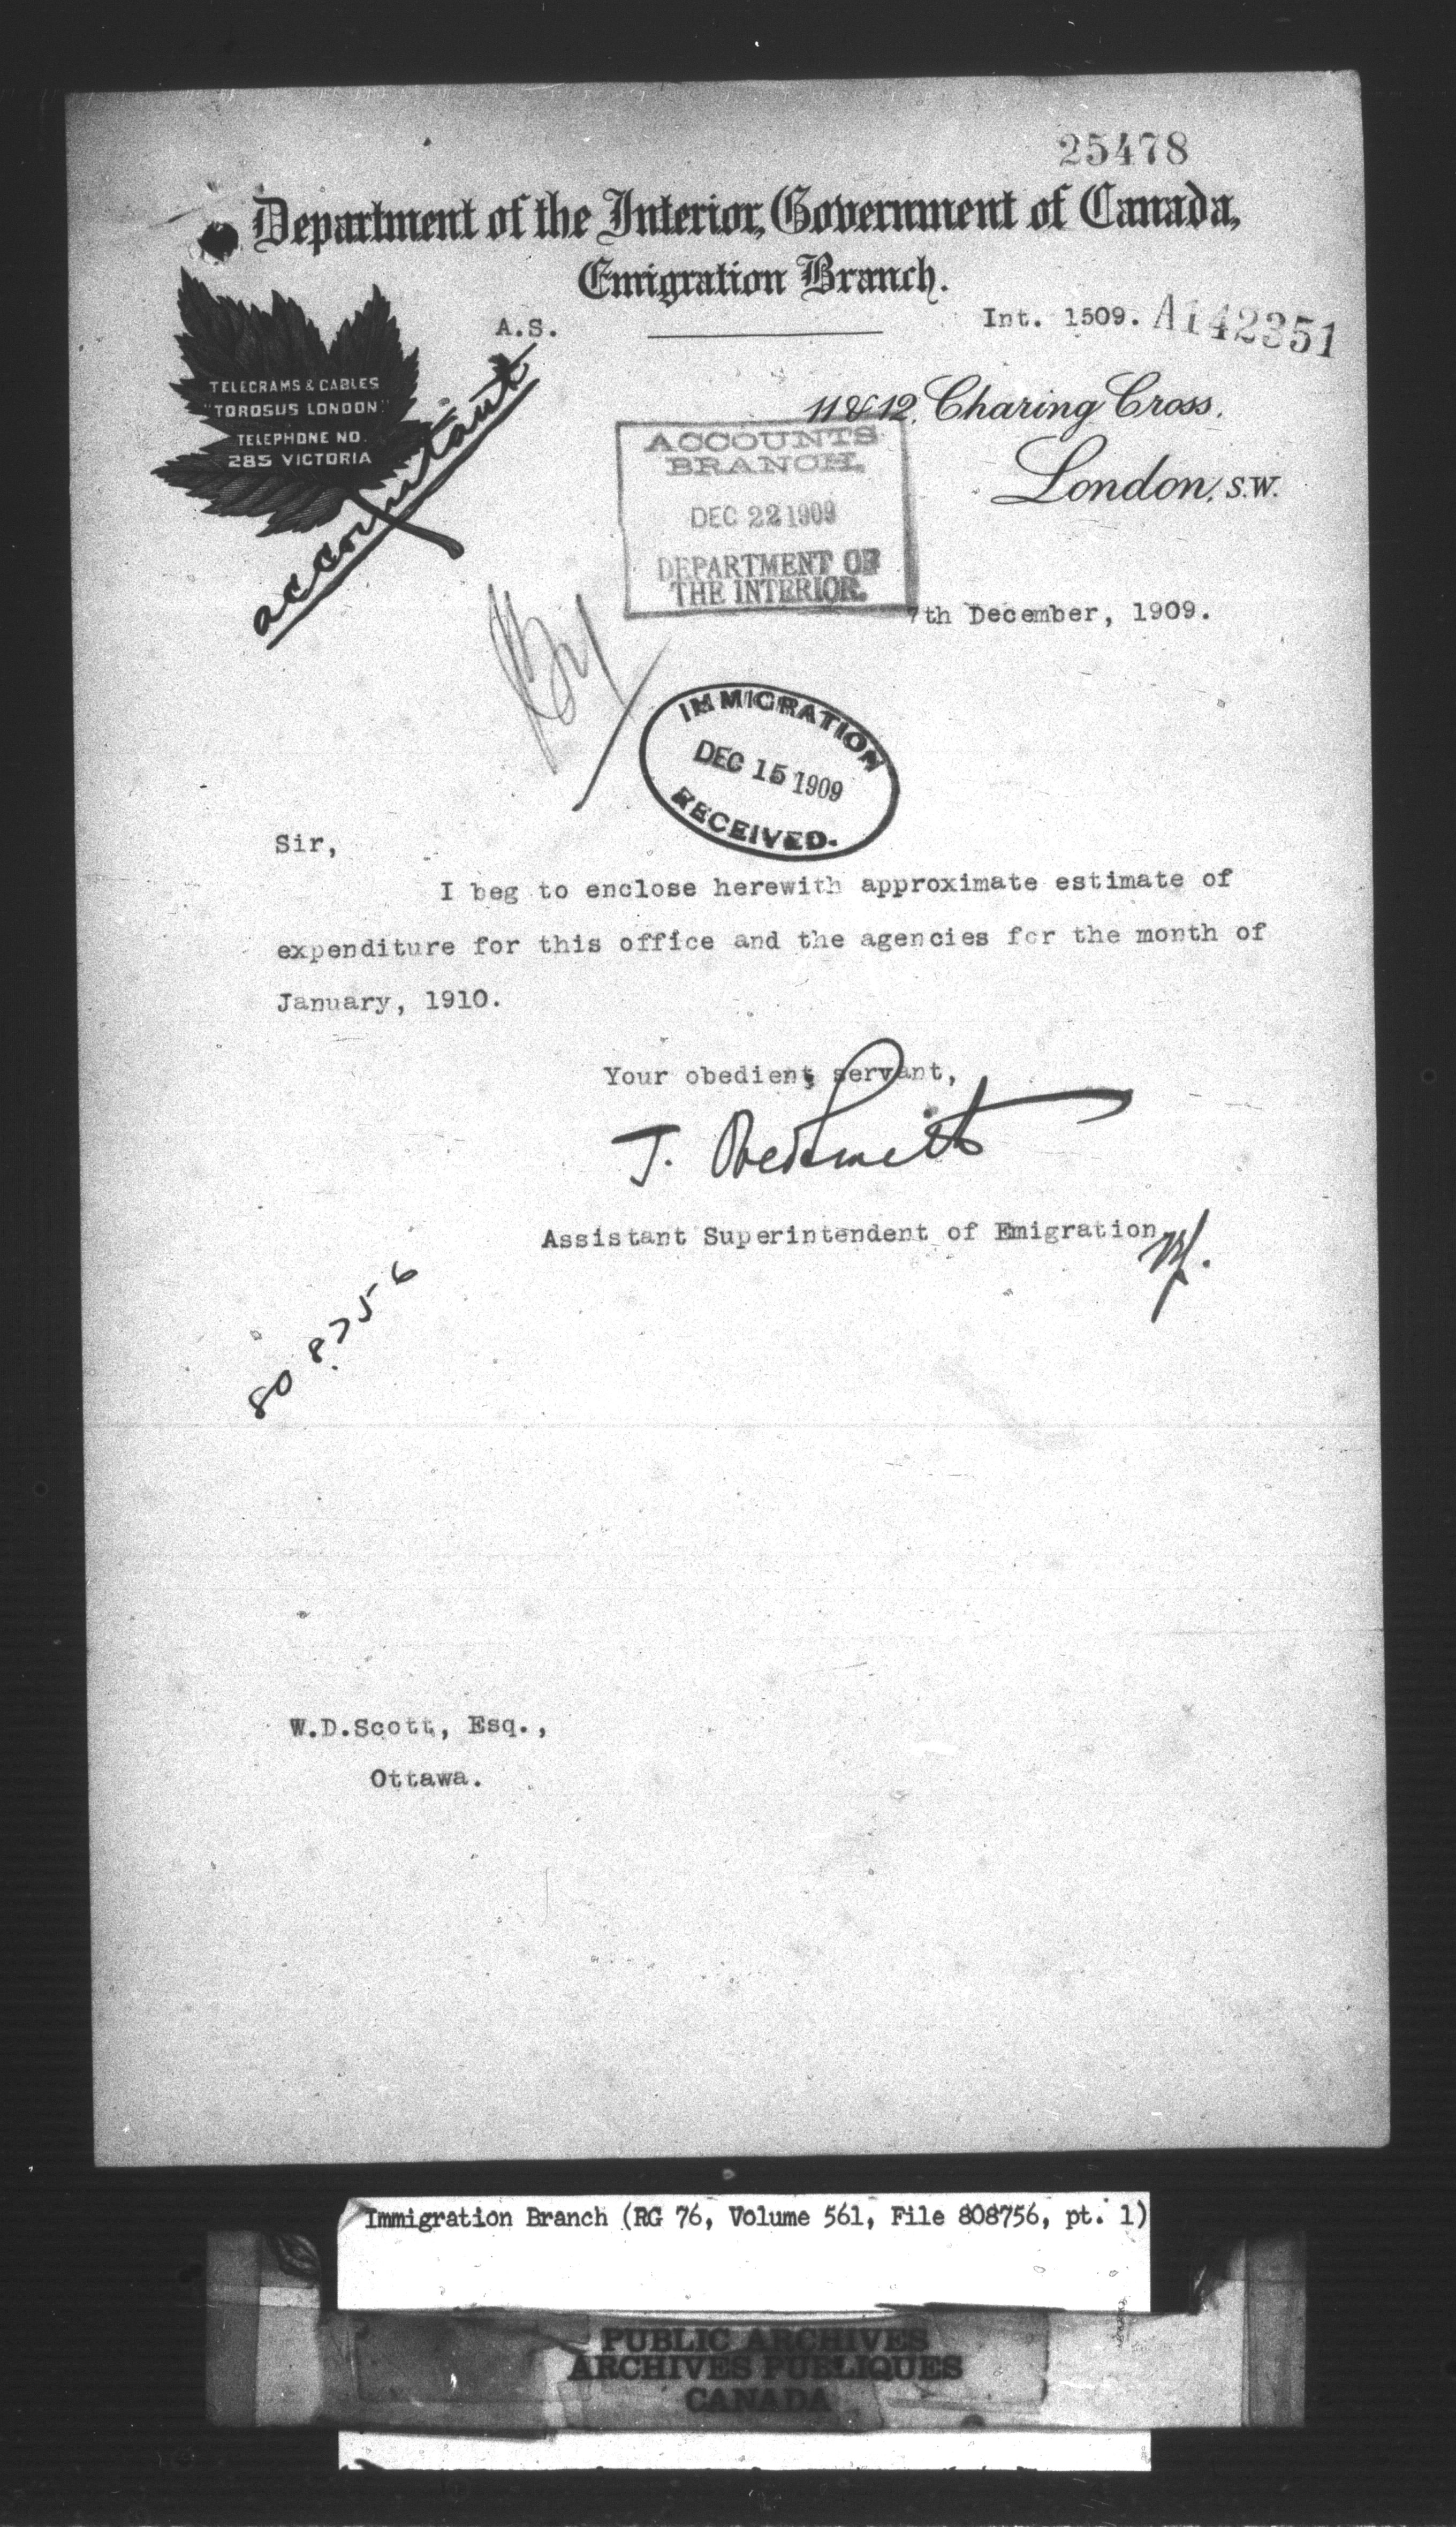 25478
Department of the Interior, Government of Canada,
Emigration Branch.
A.S.
Int. 1509. A142351
TELEGRAMS & CABLES
"TOROSUS LONDON"
TELEPHONE NO.
285 VICTORIA
accountant
11 & 12, Charing Cross,
London, S.W.
ACCOUNTS
BRANCH,
DEC 22 1909
DEPARTMENT OF
THE INTERIOR.
7th December, 1909.
IMMIGRATION
DEC 15 1909
RECEIVED.
Sir,
I beg to enclose herewith approximate estimate of
expenditure for this office and the agencies for the month of
January, 1910.
Your obedient servant,
J. Obed Smith
Assistant Superintendent of Emigration
808756
W.D.Scott, Esq.,
Ottawa.
Immigration Branch (RG 76, Volume 561, File 808756, pt. 1)
PUBLIC ARCHIVES
ARCHIVES PUBLIQUES
CANADA